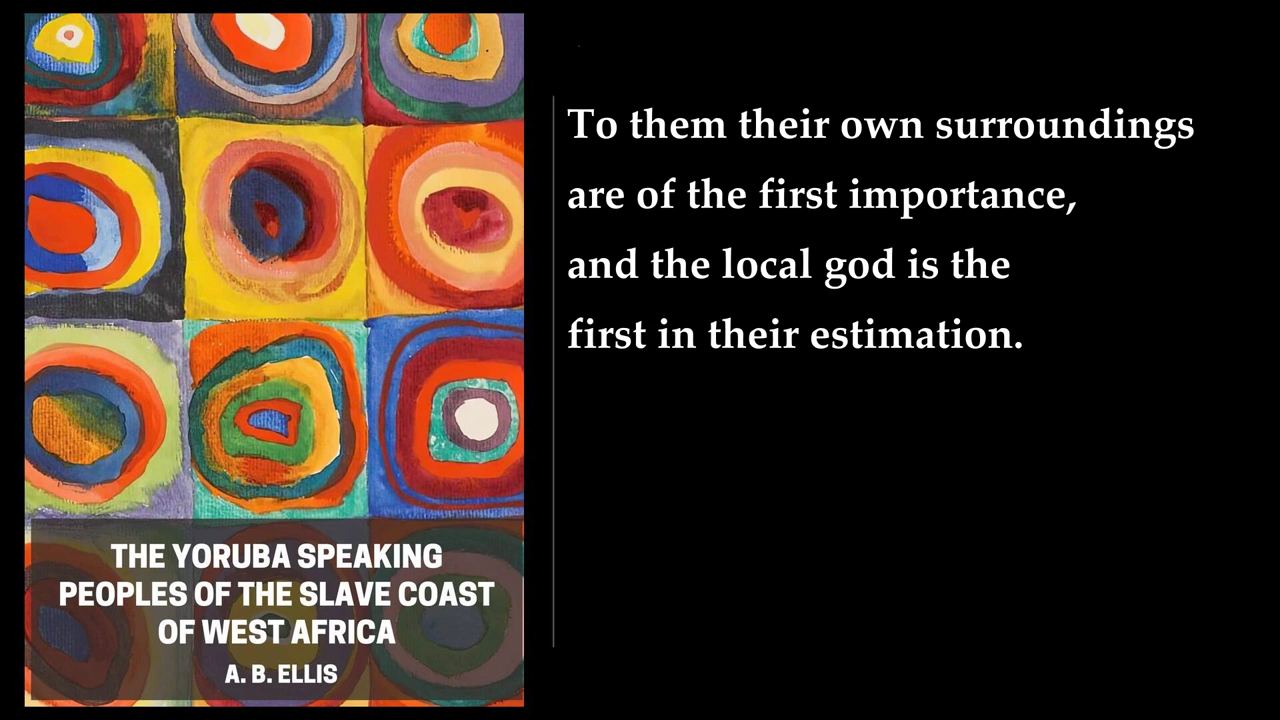 THE YORUBA SPEAKING
PEOPLES OF THE SLAVE COAST
OF WEST AFRICA
A. B. ELLIS
To them their own surroundings
are of the first importance,
and the local god is the
first in their estimation.